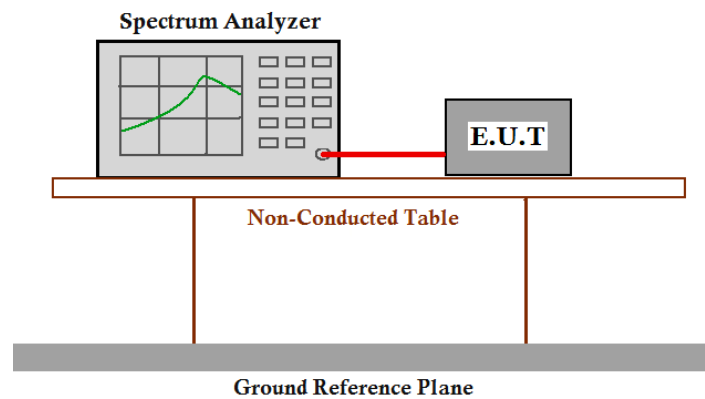 Spectrum Analyzer
E.U.T
Non-Conducted Table
Ground Reference Plane